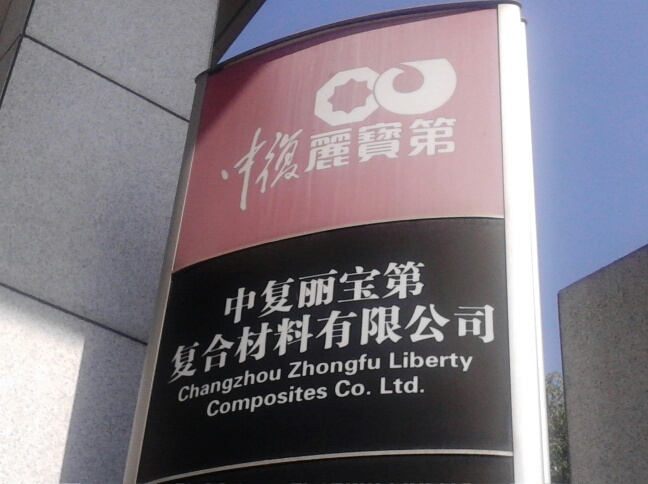 中復麗寶第
中复丽宝第
复合材料有限公司
Changzhou Zhongfu Liberty
Composites Co. Ltd.